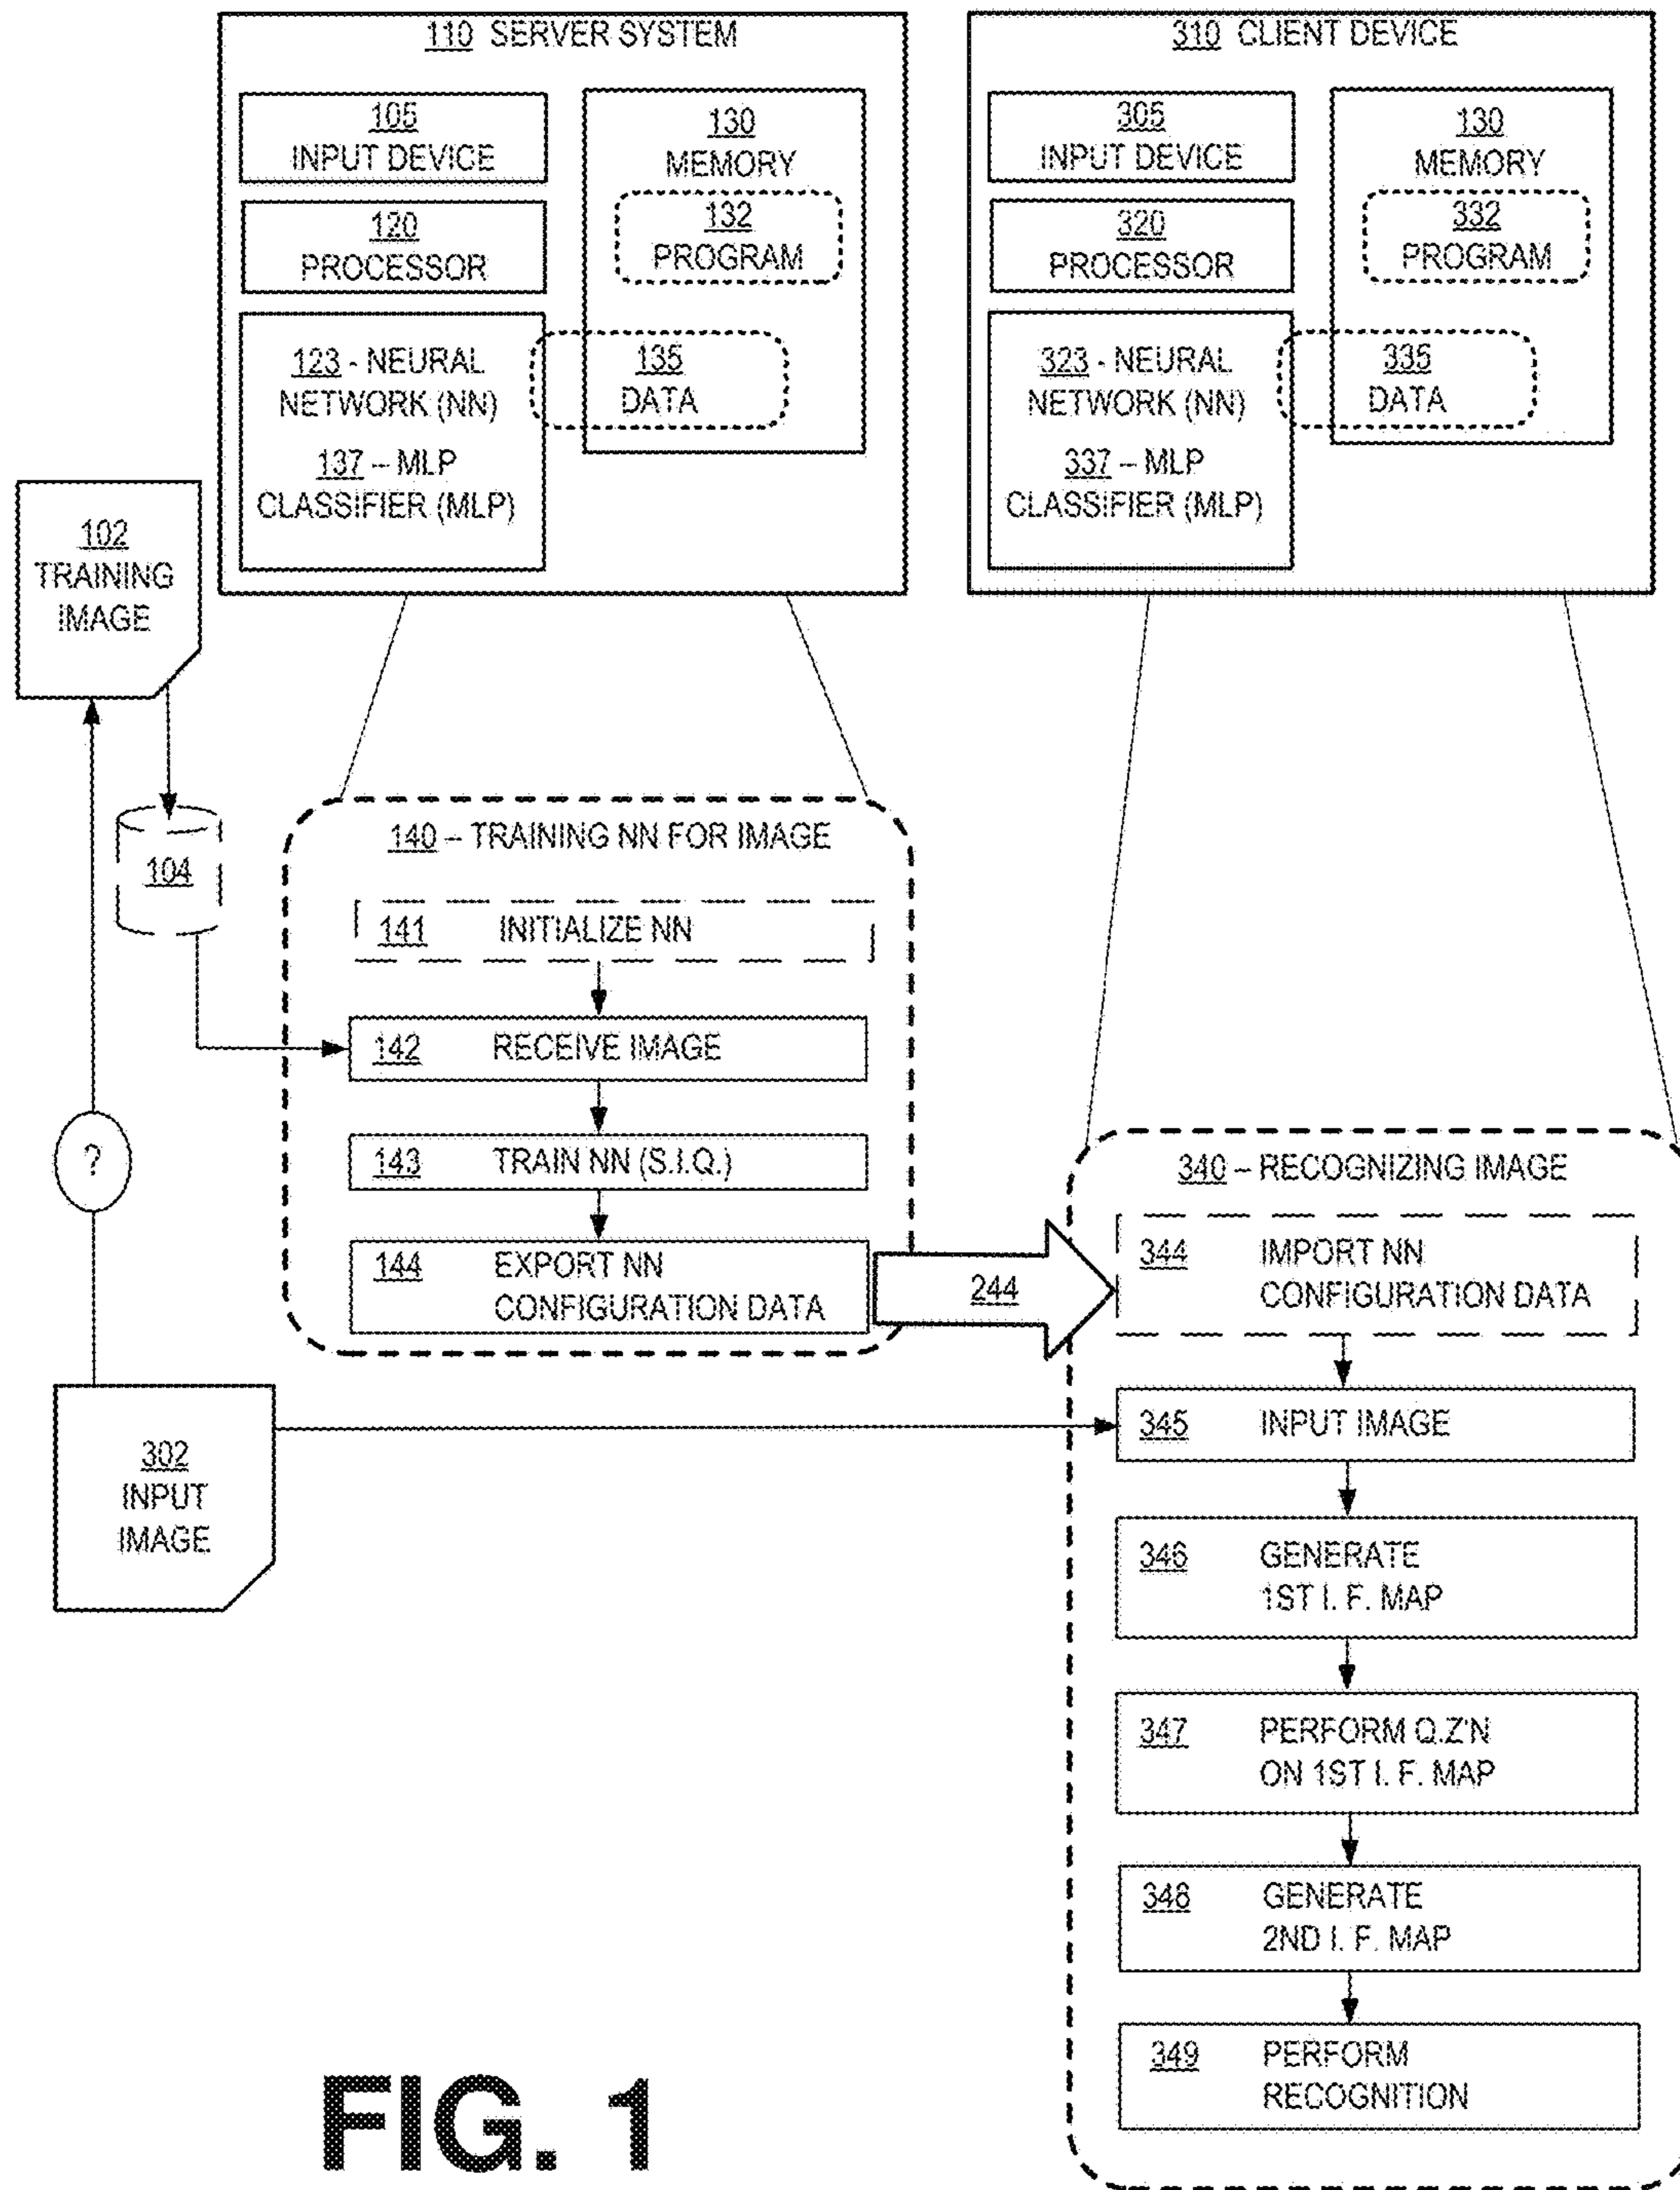 110 SERVER SYSTEM
105
INPUT DEVICE
120
PROCESSOR
123 - NEURAL
NETWORK (NN)
137 – MLP
CLASSIFIER (MLP)
130
MEMORY
132
PROGRAM
135
DATA
310 CLIENT DEVICE
305
INPUT DEVICE
320
PROCESSOR
323 - NEURAL
NETWORK (NN)
337 – MLP
CLASSIFIER (MLP)
130
MEMORY
332
PROGRAM
335
DATA
102
TRAINING
IMAGE
104
?
302
INPUT
IMAGE
140 – TRAINING NN FOR IMAGE
141 INITIALIZE NN
142 RECEIVE IMAGE
143 TRAIN NN (S.I.Q.)
144 EXPORT NN
CONFIGURATION DATA
244
340 – RECOGNIZING IMAGE
344 IMPORT NN
CONFIGURATION DATA
345 INPUT IMAGE
346 GENERATE
1ST I. F. MAP
347 PERFORM Q.Z'N
ON 1ST I. F. MAP
348 GENERATE
2ND I. F. MAP
349 PERFORM
RECOGNITION
FIG. 1